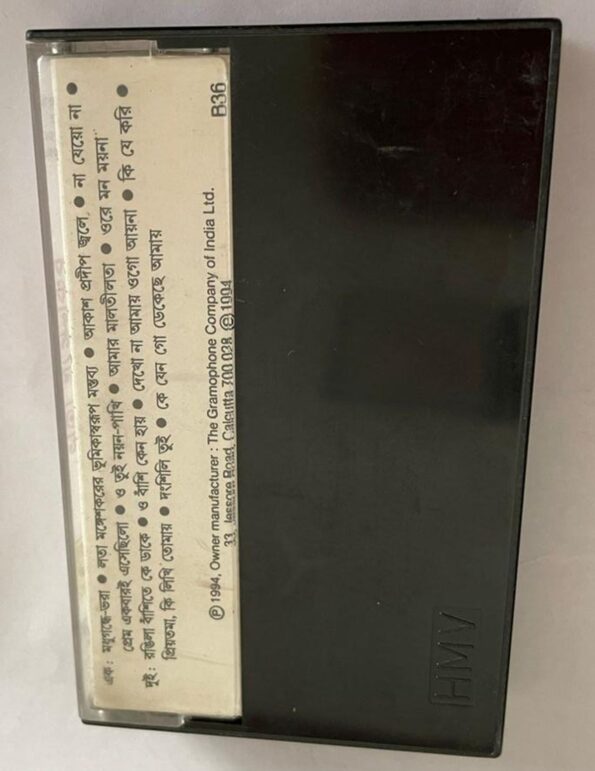 এক: মধুগন্ধে-ভরা ● লতা মঙ্গেশকরের ভূমিকাস্বরূপ মন্তব্য ● আকাশ প্রদীপ জ্বলে ● না যেয়ো না ●
প্রেম একবারই এসেছিলো ● ও তুই নয়ন-পাখি ● আমার মালতীলতা ● ওরে মন ময়না
দুই: রঙিলা বাঁশিতে কে ডাকে ● ও বাঁশি কেন হায় ● দেখো না আমায় ওগো আয়না ● কি যে করি ●
প্রিয়তমা, কি লিখি তোমায় ● দংশিলি তুই ● কে যেন গো ডেকেছে আমায়
Ⓟ 1994, Owner manufacturer : The Gramophone Company of India Ltd.
33, Jessore Road, Calcutta 700 028 Ⓒ 1994
B36
HMV